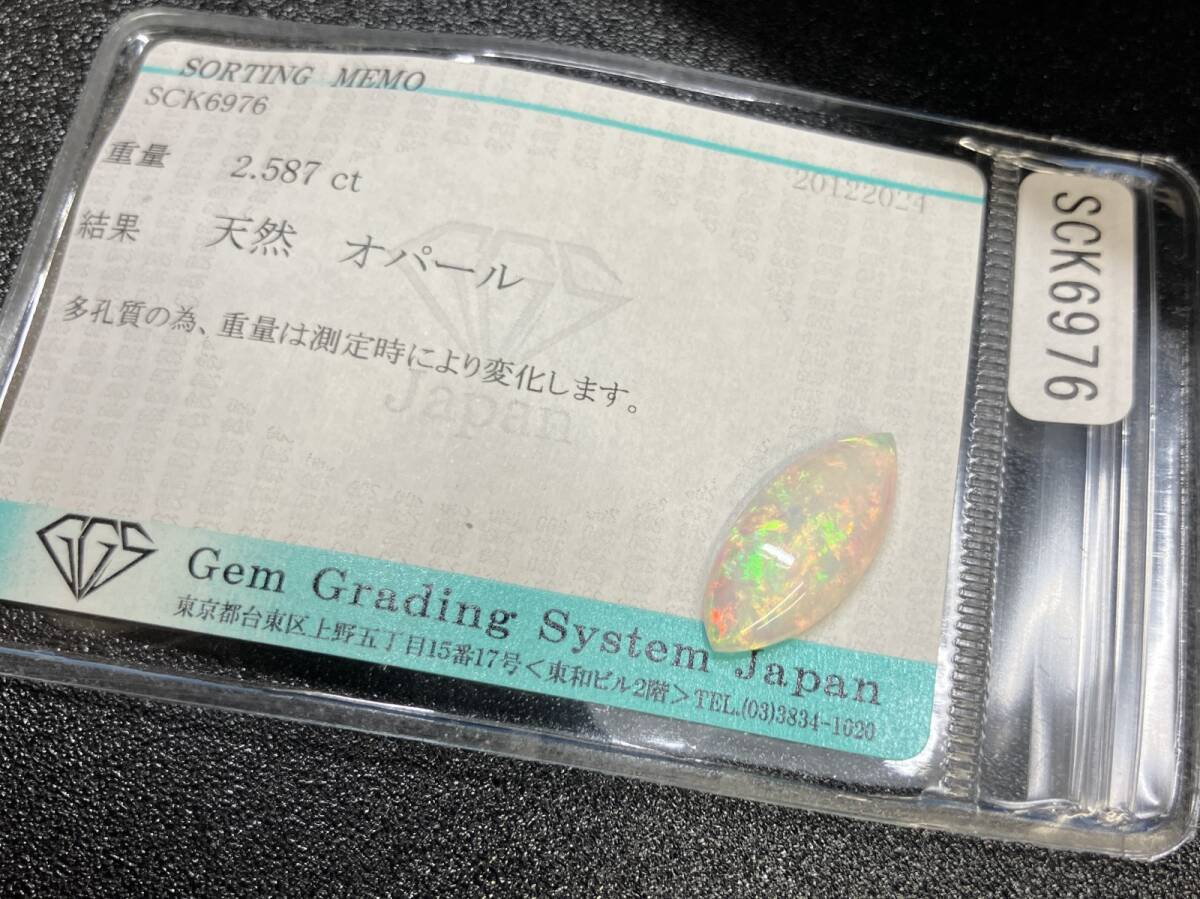 SORTING MEMO
SCK6976
20122024
重量 2.587 ct
結果 天然 オパール
多孔質の為、重量は測定時により変化します。
GGS
Japan
GGS
Gem Grading System Japan
東京都台東区上野五丁目15番17号<東和ビル2階>TEL.(03)3834-1020
SCK6976